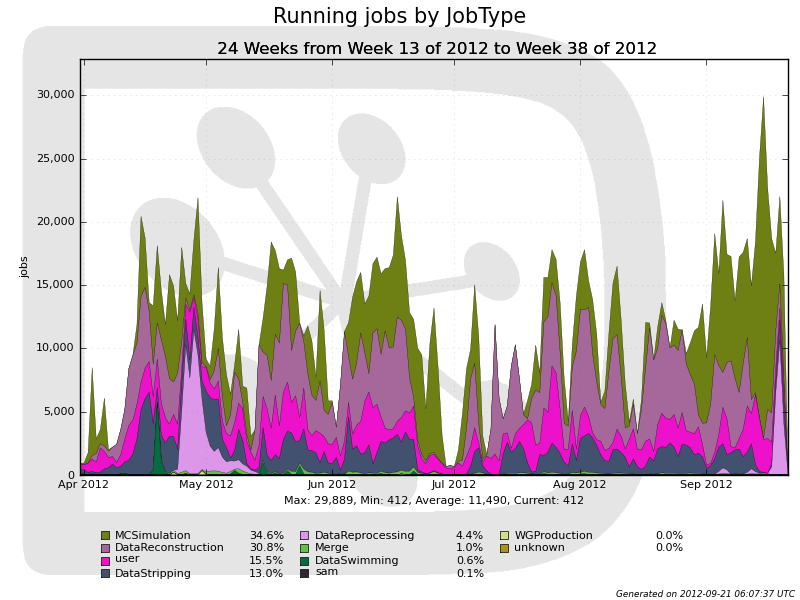 Running jobs by JobType
24 Weeks from Week 13 of 2012 to Week 38 of 2012
30,000
25,000
20,000
15,000
10,000
5,000
0
jobs
Apr 2012 May 2012 Jun 2012 Jul 2012 Aug 2012 Sep 2012
Max: 29,889, Min: 412, Average: 11,490, Current: 412
MCSimulation 34.6% DataReprocessing 4.4% WGProduction 0.0%
DataReconstruction 30.8% Merge 1.0% unknown 0.0%
user 15.5% DataSwimming 0.6%
DataStripping 13.0% sam 0.1%
Generated on 2012-09-21 06:07:37 UTC